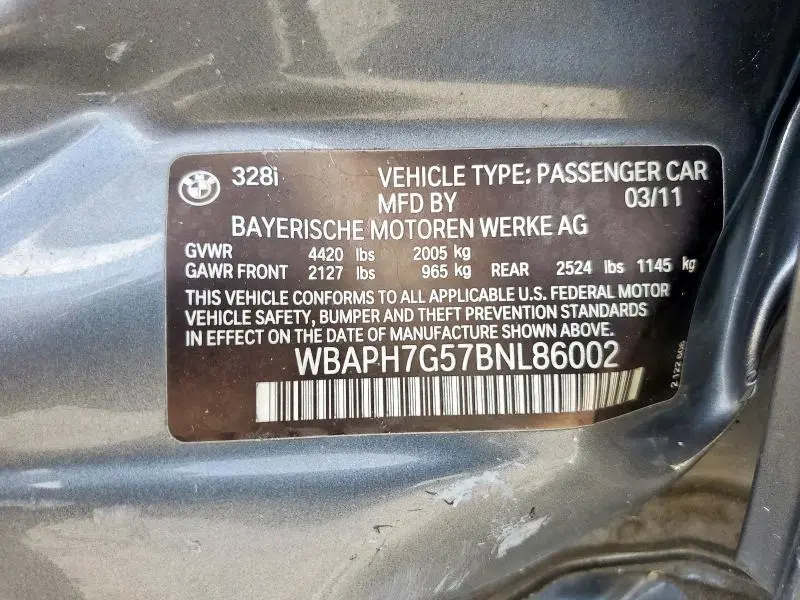 328i VEHICLE TYPE: PASSENGER CAR
MFD BY 03/11
BAYERISCHE MOTOREN WERKE AG
GVWR 4420 lbs 2005 kg
GAWR FRONT 2127 lbs 965 kg REAR 2524 lbs 1145 kg
THIS VEHICLE CONFORMS TO ALL APPLICABLE U.S. FEDERAL MOTOR
VEHICLE SAFETY, BUMPER AND THEFT PREVENTION STANDARDS
IN EFFECT ON THE DATE OF MANUFACTURE SHOWN ABOVE.
WBAPH7G57BNL86002